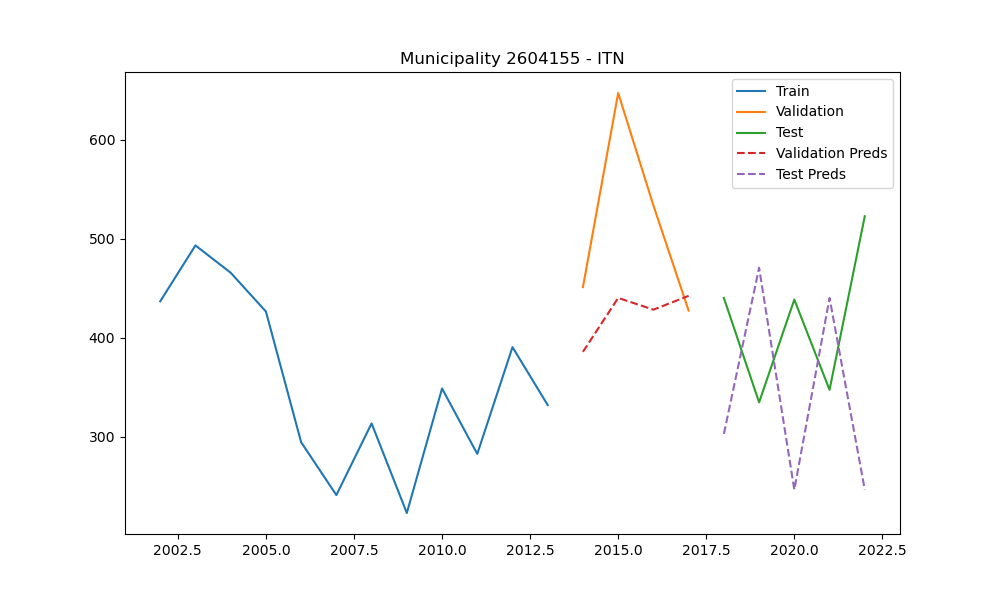 Municipality 2604155 - ITN
Train
Validation
Test
Validation Preds
Test Preds
600
500
400
300
2002.5 2005.0 2007.5 2010.0 2012.5 2015.0 2017.5 2020.0 2022.5